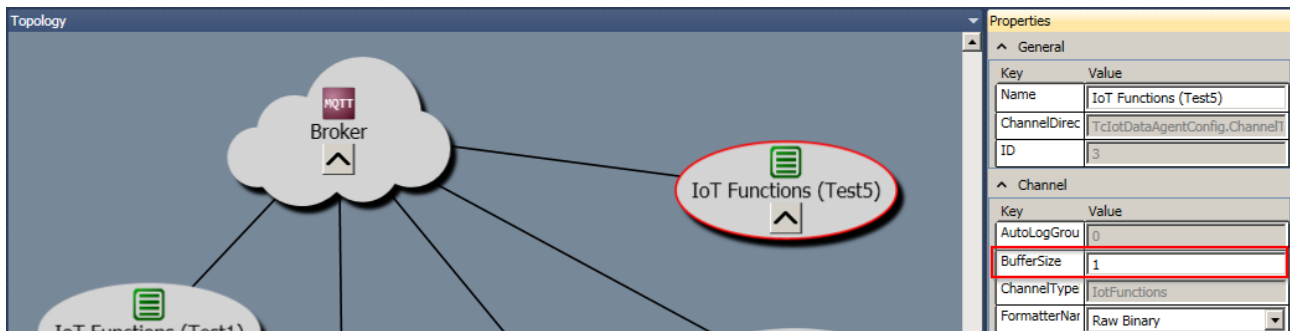 Topology
MQTT
Broker
IoT Functions (Test5)
IoT Functions (Test1)
Properties
General
Key Value
Name IoT Functions (Test5)
ChannelDirec TcIotDataAgentConfig.ChannelT
ID 3
Channel
Key Value
AutoLogGrou 0
BufferSize 1
ChannelType IotFunctions
FormatterNar Raw Binary